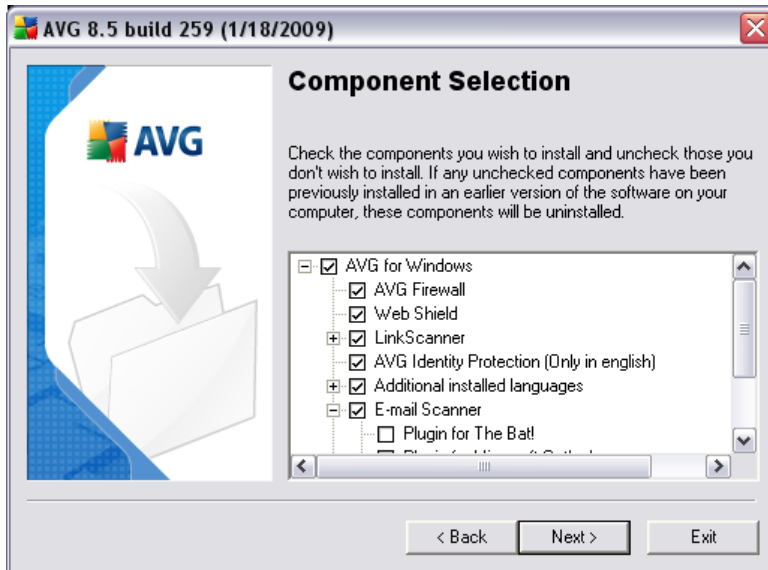 AVG 8.5 build 259 (1/18/2009)
AVG
Component Selection
Check the components you wish to install and uncheck those you
don't wish to install. If any unchecked components have been
previously installed in an earlier version of the software on your
computer, these components will be uninstalled.
AVG for Windows
AVG Firewall
Web Shield
LinkScanner
AVG Identity Protection (Only in english)
Additional installed languages
E-mail Scanner
Plugin for The Bat!
< Back
Next >
Exit